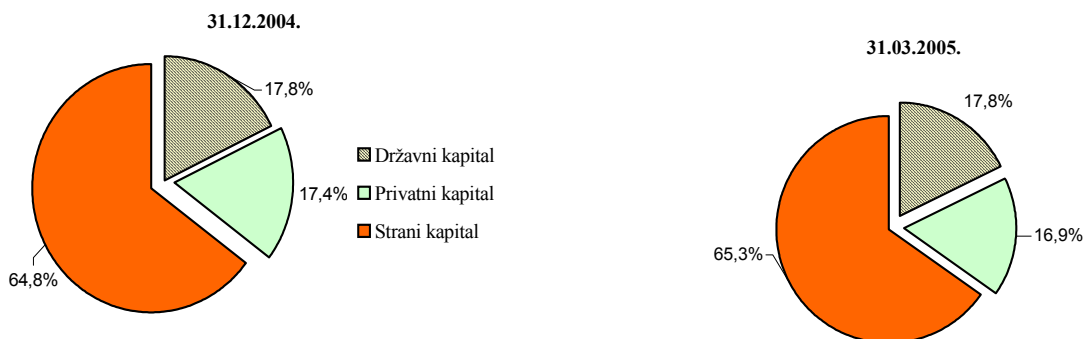 31.12.2004.
17,8%
17,4%
64,8%
Državni kapital
Privatni kapital
Strani kapital
31.03.2005.
17,8%
16,9%
65,3%